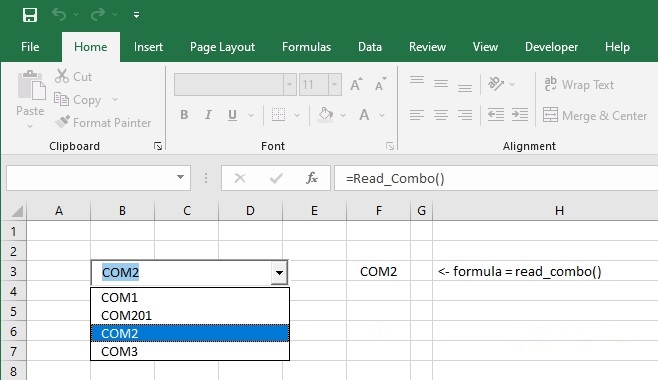 File Home Insert Page Layout Formulas Data Review View Developer Help
Cut
Copy
Format Painter
Paste
11 A A
B I U A
ab
c
Wrap Text
Merge & Center
Clipboard Font Alignment
fx =Read_Combo()
A B C D E F G H
1
2
3 COM2 COM2 <- formula = read_combo()
4 COM1
5 COM201
6 COM2
7 COM3
8